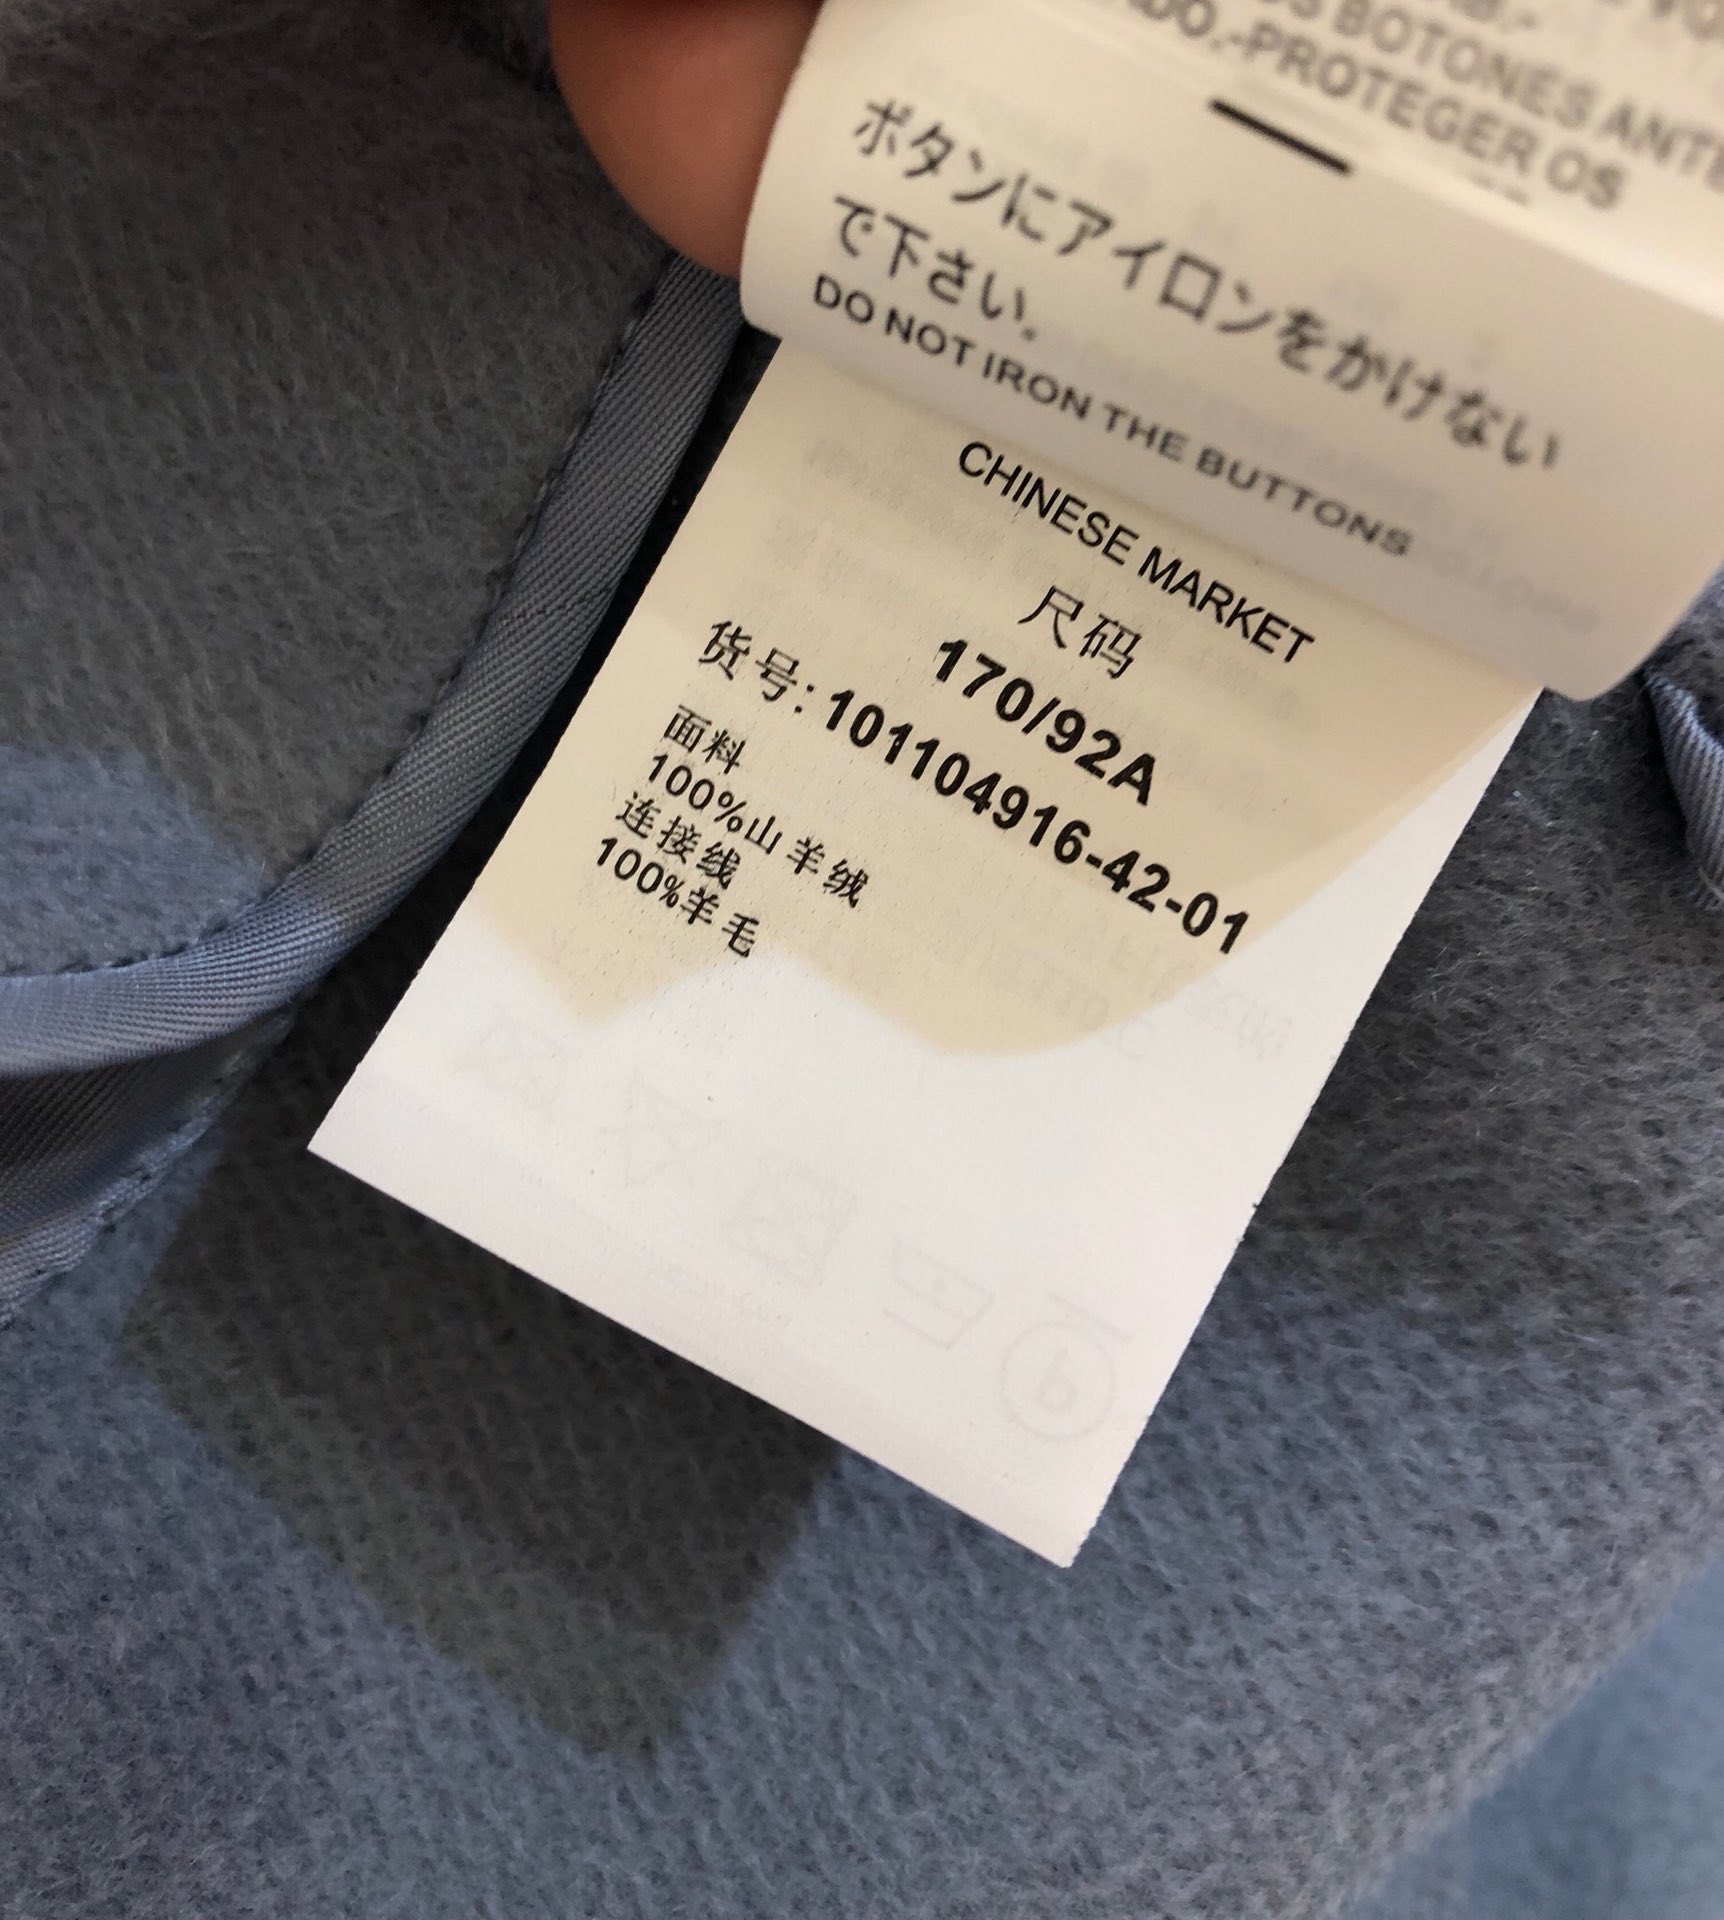 OS BOTONES ANTE
-PROTEGER OS
ボタンにアイロンをかけない
で下さい。
DO NOT IRON THE BUTTONS
CHINESE MARKET
尺码
170/92A
货号:101104916-42-01
面料
100%山羊绒
连接线
100%羊毛